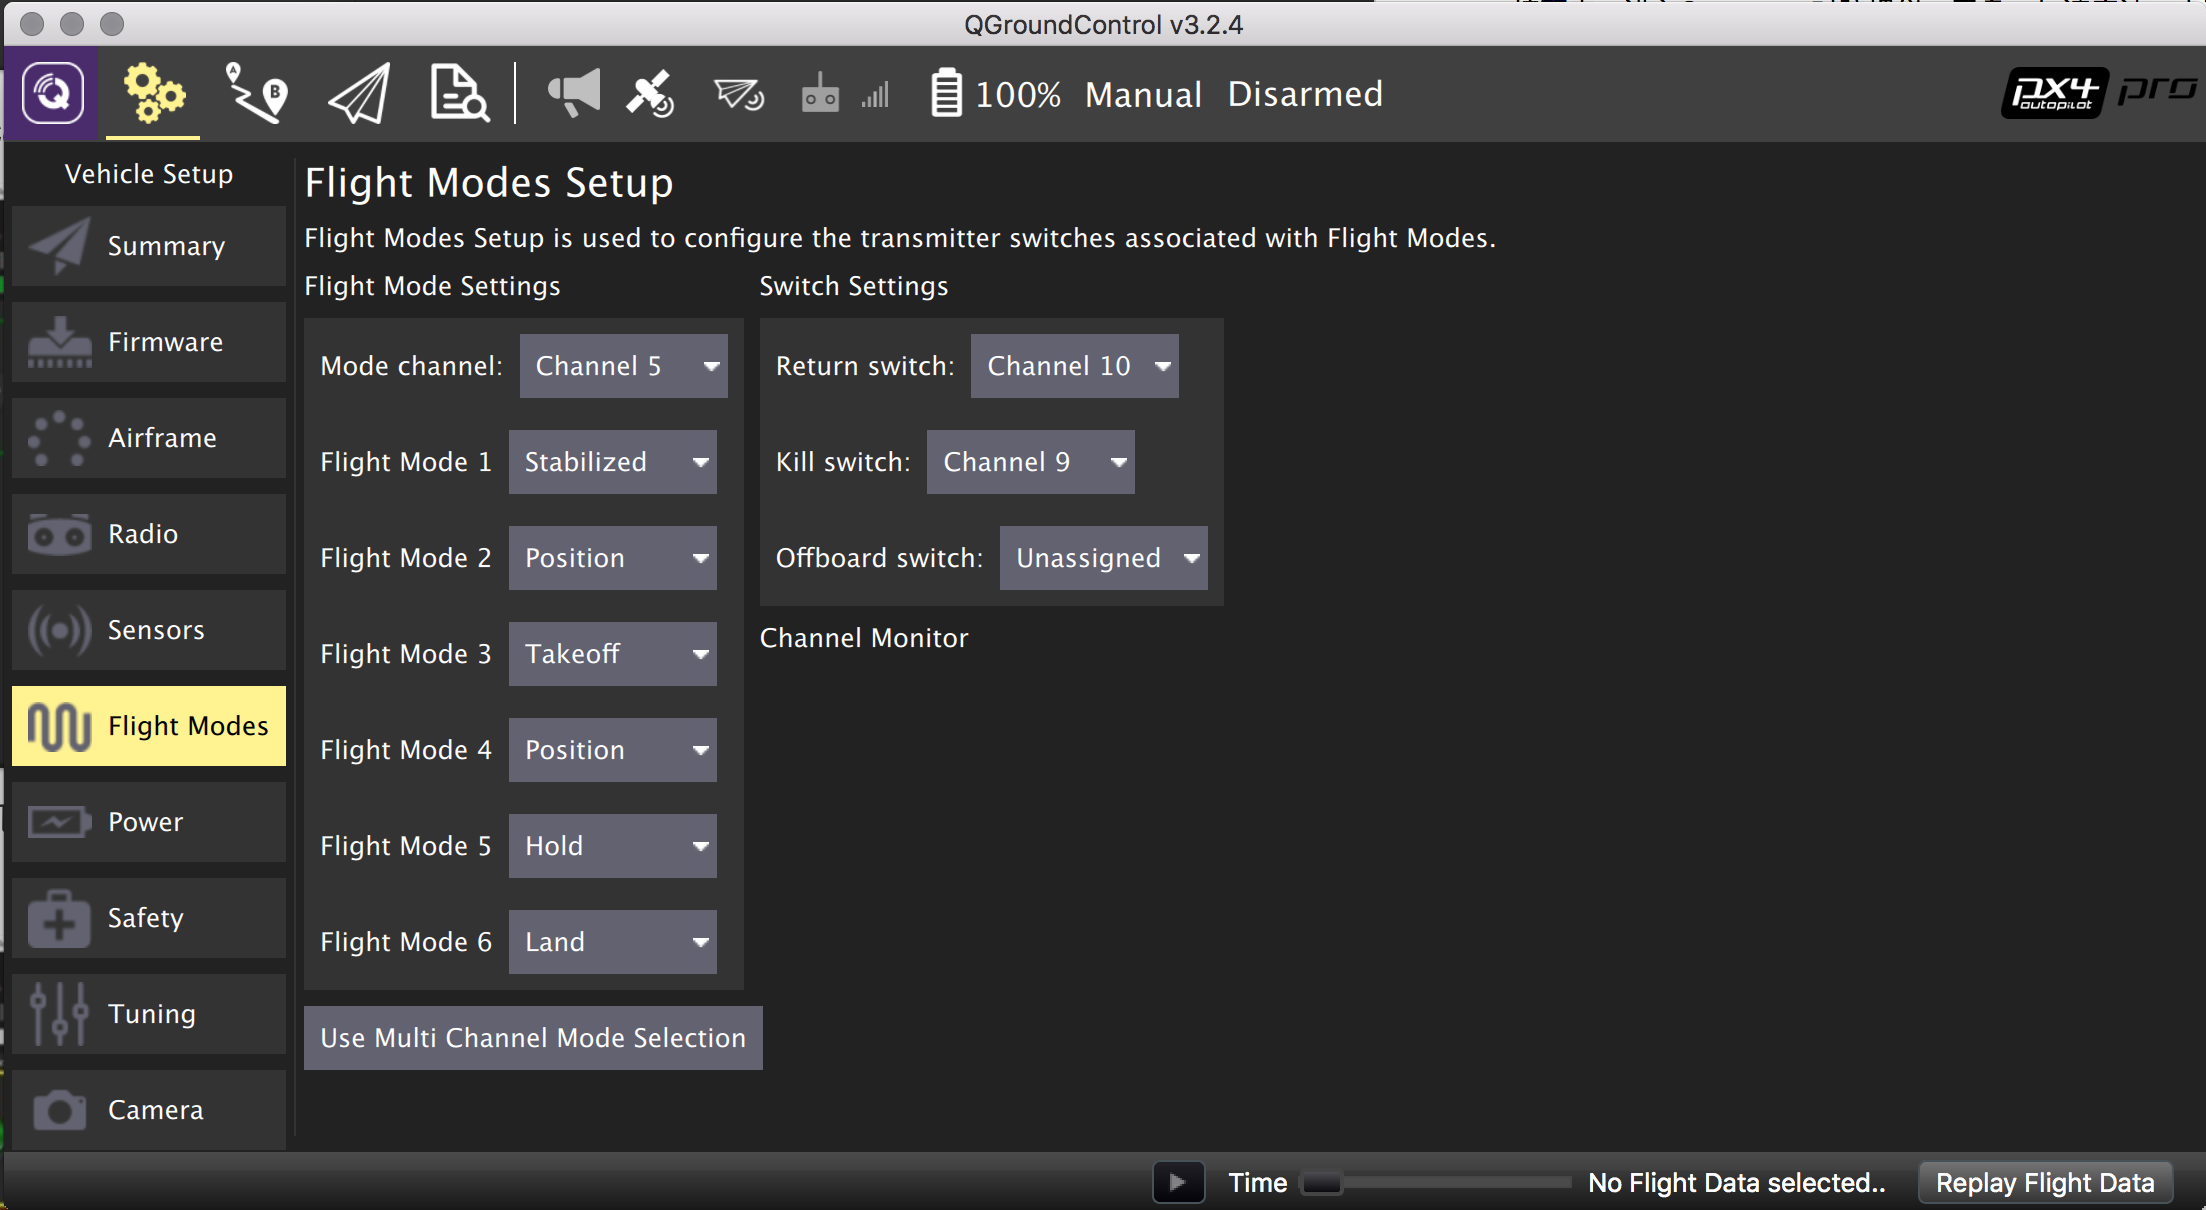 QGroundControl v3.2.4
100% Manual Disarmed
px4 autopilot pro
Vehicle Setup
Summary
Firmware
Airframe
Radio
Sensors
Flight Modes
Power
Safety
Tuning
Camera
Flight Modes Setup
Flight Modes Setup is used to configure the transmitter switches associated with Flight Modes.
Flight Mode Settings
Mode channel: Channel 5
Flight Mode 1 Stabilized
Flight Mode 2 Position
Flight Mode 3 Takeoff
Flight Mode 4 Position
Flight Mode 5 Hold
Flight Mode 6 Land
Use Multi Channel Mode Selection
Switch Settings
Return switch: Channel 10
Kill switch: Channel 9
Offboard switch: Unassigned
Channel Monitor
Time No Flight Data selected.. Replay Flight Data